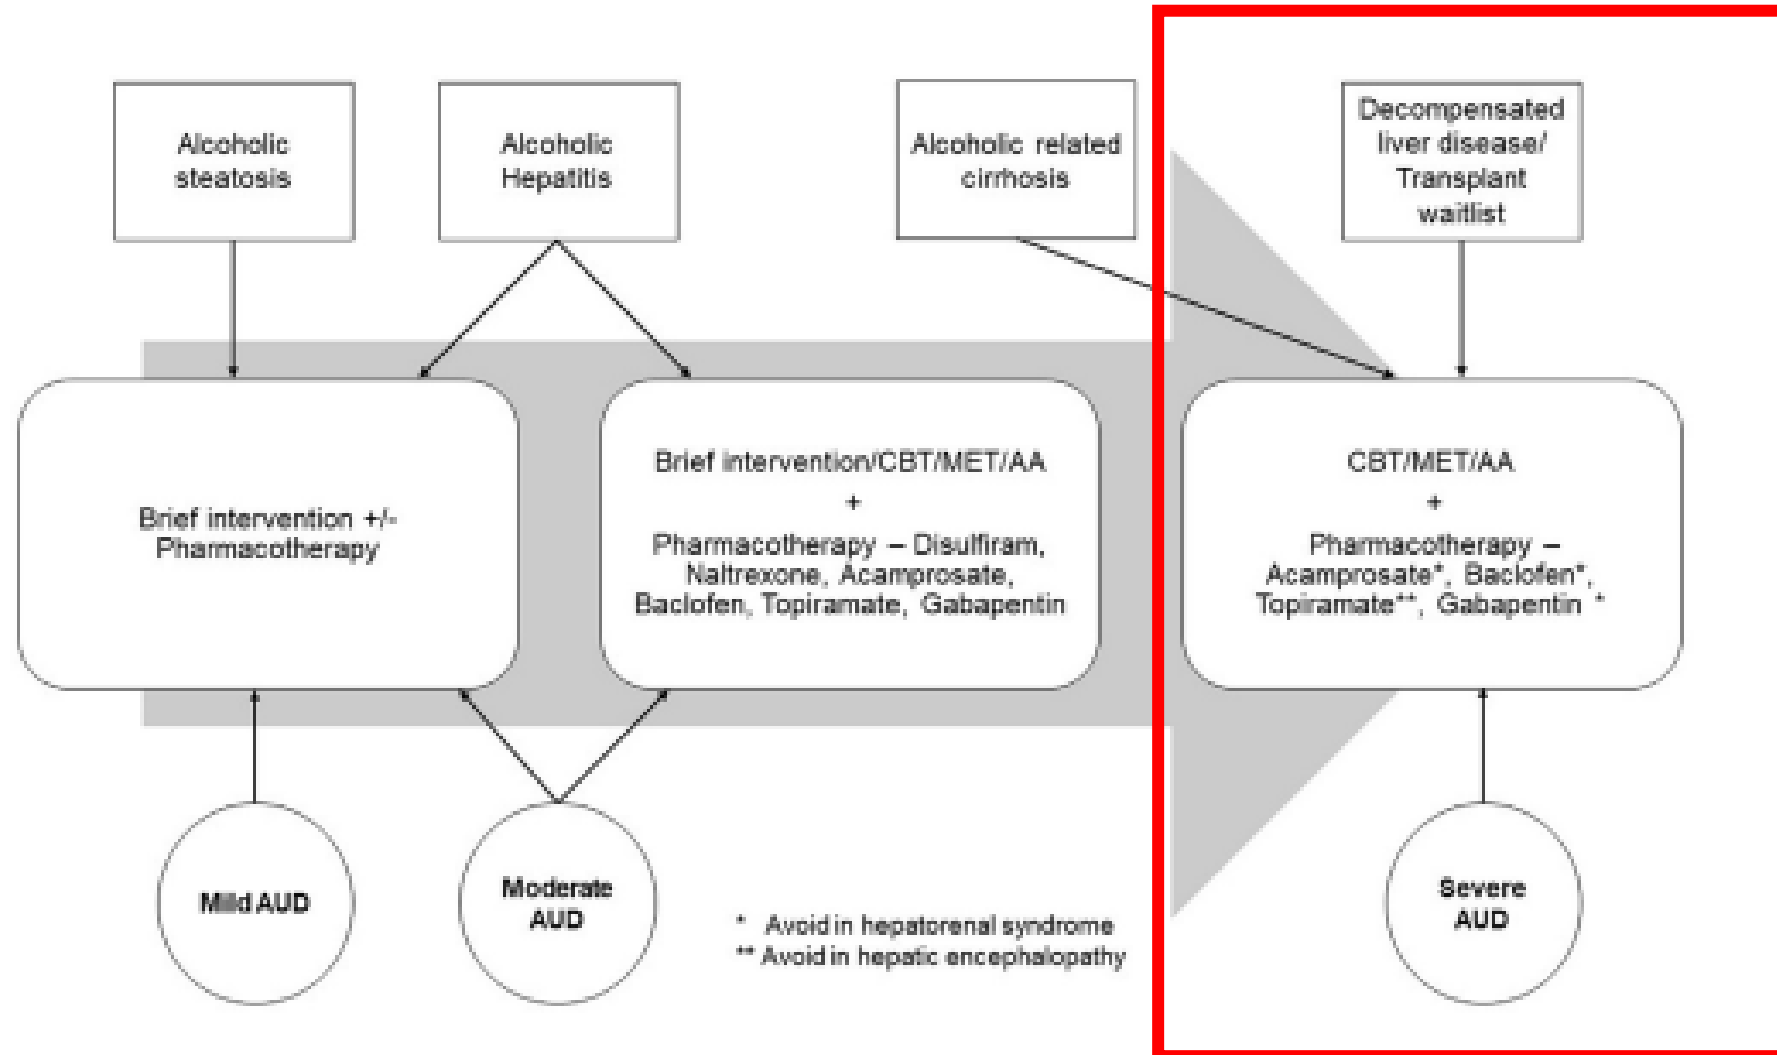 Alcoholic
steatosis
Alcoholic
Hepatitis
Alcoholic related
cirrhosis
Decompensated
liver disease/
Transplant
waitlist
Brief intervention +/-
Pharmacotherapy
Brief intervention/CBT/MET/AA
+
Pharmacotherapy – Disulfiram,
Naltrexone, Acamprosate,
Baclofen, Topiramate, Gabapentin
CBT/MET/AA
+
Pharmacotherapy –
Acamprosate*, Baclofen*,
Topiramate**, Gabapentin *
Mild AUD
Moderate
AUD
* Avoid in hepatorenal syndrome
** Avoid in hepatic encephalopathy
Severe
AUD